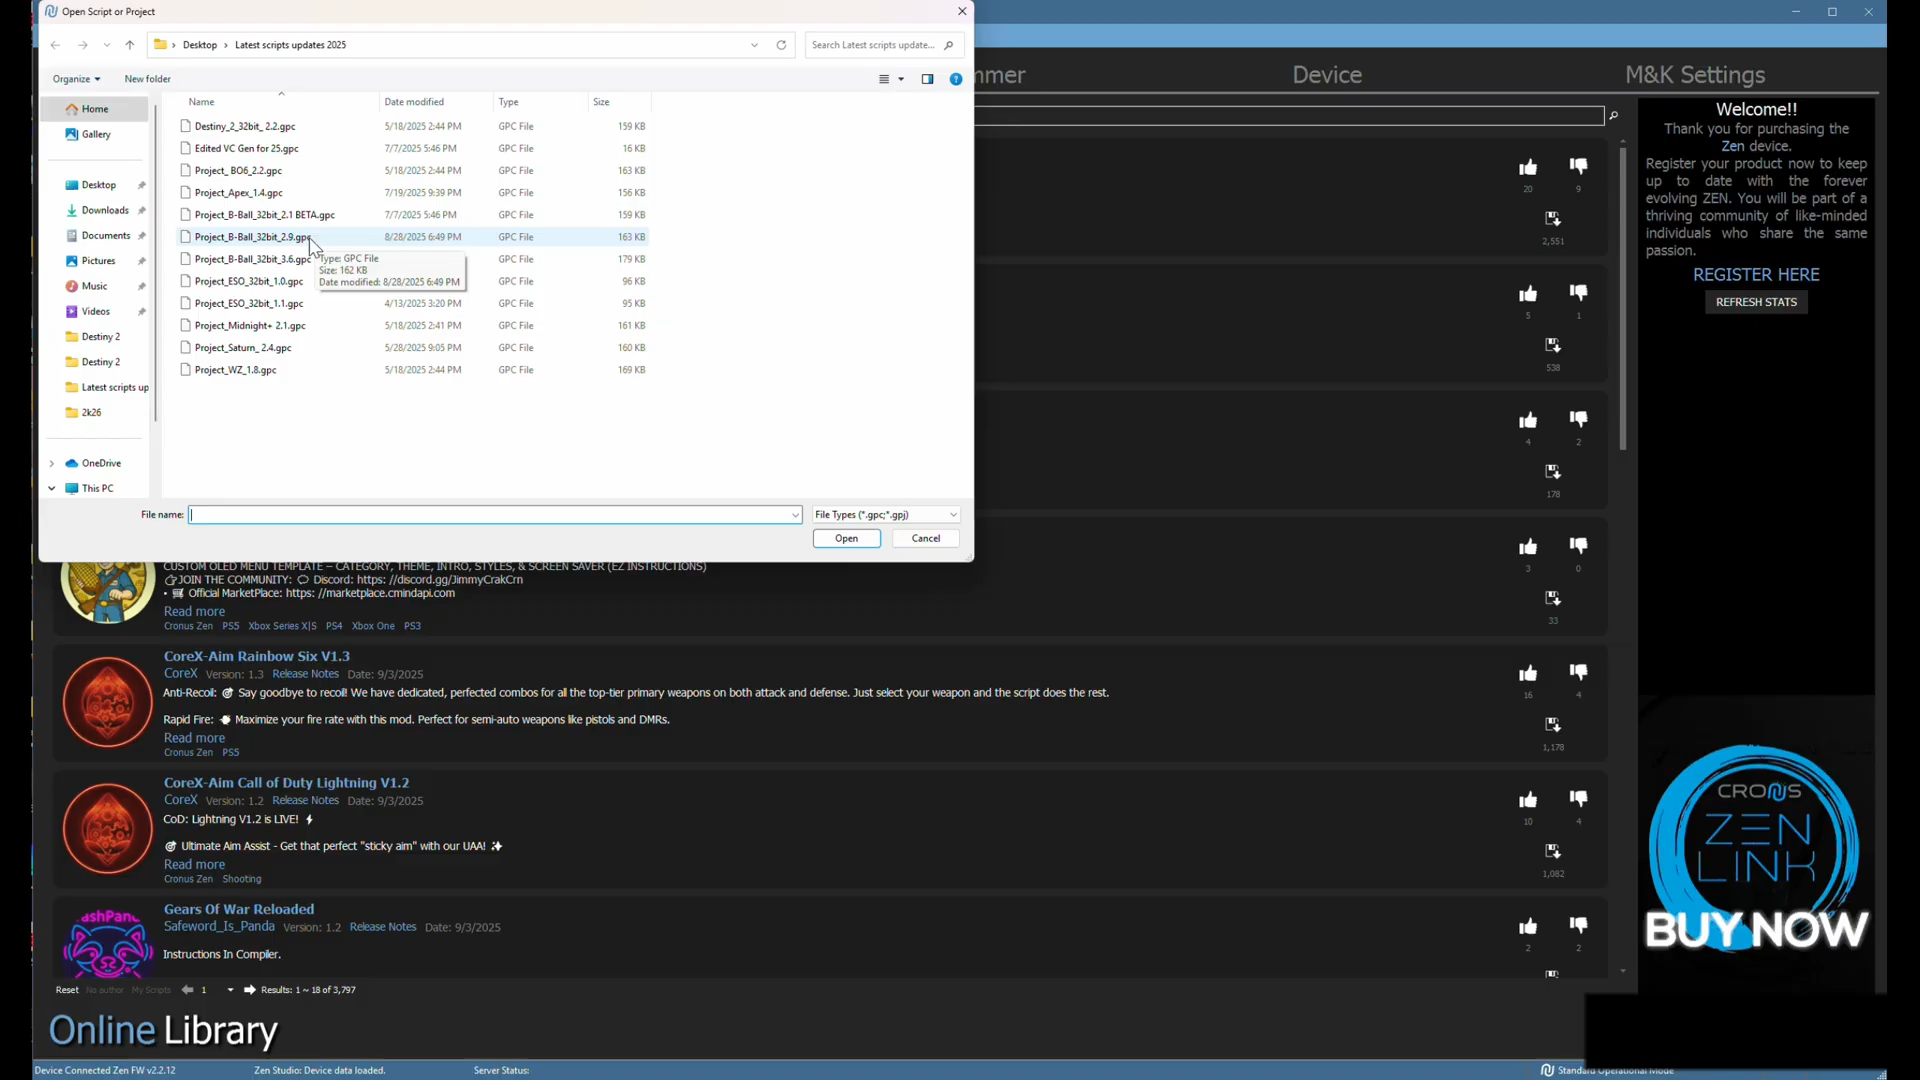 Open Script or Project
Desktop > Latest scripts updates 2025
Search Latest scripts update...
Organize
New folder
Home
Gallery
Desktop
Downloads
Documents
Pictures
Music
Videos
Destiny 2
Destiny 2
Latest scripts up
2k26
OneDrive
This PC
Name Date modified Type Size
Destiny_2_32bit_ 2.2.gpc 5/18/2025 2:44 PM GPC File 159 KB
Edited VC Gen for 25.gpc 7/7/2025 5:46 PM GPC File 16 KB
Project_ BO6_2.2.gpc 5/18/2025 2:44 PM GPC File 163 KB
Project_Apex_1.4.gpc 7/19/2025 9:39 PM GPC File 156 KB
Project_B-Ball_32bit_2.1 BETA.gpc 7/7/2025 5:46 PM GPC File 159 KB
Project_B-Ball_32bit_2.9.gpc 8/28/2025 6:49 PM GPC File 163 KB
Project_B-Ball_32bit_3.6.gpc GPC File 179 KB
Project_ESO_32bit_1.0.gpc GPC File 96 KB
Project_ESO_32bit_1.1.gpc 4/13/2025 3:20 PM GPC File 95 KB
Project_Midnight+ 2.1.gpc 5/18/2025 2:41 PM GPC File 161 KB
Project_Saturn_ 2.4.gpc 5/28/2025 9:05 PM GPC File 160 KB
Project_WZ_1.8.gpc 5/18/2025 2:44 PM GPC File 169 KB
Type: GPC File
Size: 162 KB
Date modified: 8/28/2025 6:49 PM
File name:
File Types (*.gpc;*.gpj)
Open
Cancel
mmer
Device
M&K Settings
20 9
2,551
5 1
538
4 2
178
CUSTOM OLED MENU TEMPLATE – CATEGORY, THEME, INTRO, STYLES, & SCREEN SAVER (EZ INSTRUCTIONS)
JOIN THE COMMUNITY: Discord: https: //discord.gg/JimmyCrakCrn
• Official MarketPlace: https: //marketplace.cmindapi.com
Read more
Cronus Zen PS5 Xbox Series X|S PS4 Xbox One PS3
3 0
33
CoreX-Aim Rainbow Six V1.3
CoreX Version: 1.3 Release Notes Date: 9/3/2025
Anti-Recoil: Say goodbye to recoil! We have dedicated, perfected combos for all the top-tier primary weapons on both attack and defense. Just select your weapon and the script does the rest.
Rapid Fire: Maximize your fire rate with this mod. Perfect for semi-auto weapons like pistols and DMRs.
Read more
Cronus Zen PS5
16 4
1,178
CoreX-Aim Call of Duty Lightning V1.2
CoreX Version: 1.2 Release Notes Date: 9/3/2025
CoD: Lightning V1.2 is LIVE!
Ultimate Aim Assist - Get that perfect "sticky aim" with our UAA!
Read more
Cronus Zen Shooting
10 4
1,082
ashPan
Gears Of War Reloaded
Safeword_Is_Panda Version: 1.2 Release Notes Date: 9/3/2025
Instructions In Compiler.
2 2
Reset No author My Scripts 1 Results: 1 ~ 18 of 3,797
Online Library
Welcome!!
Thank you for purchasing the
Zen device.
Register your product now to keep
up to date with the forever
evolving ZEN. You will be part of a
thriving community of like-minded
individuals who share the same
passion.
REGISTER HERE
REFRESH STATS
CRONUS
ZEN
LINK
BUY NOW
Device Connected Zen FW v2.2.12
Zen Studio: Device data loaded.
Server Status:
Standard Operational Mode